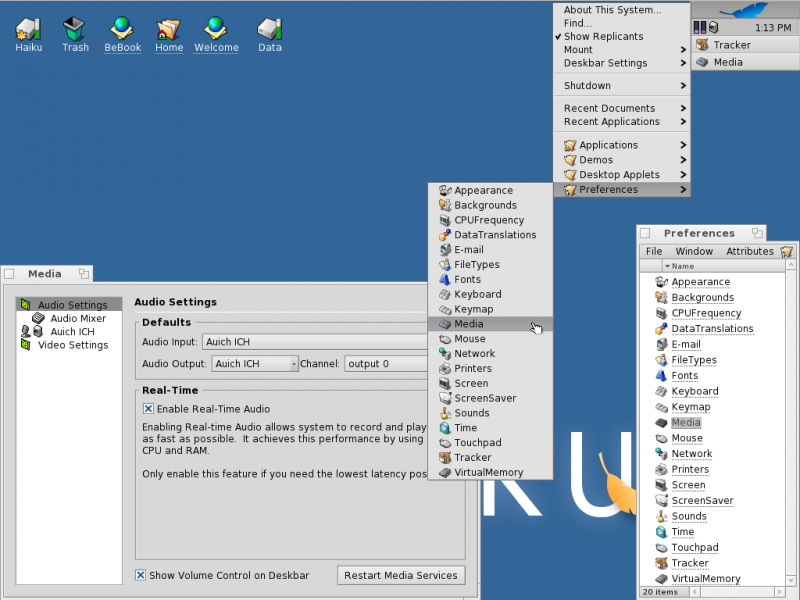 Haiku
Trash
BeBook
Home
Welcome
Data
About This System...
Find...
Show Replicants
Mount
Deskbar Settings
Shutdown
Recent Documents
Recent Applications
Applications
Demos
Desktop Applets
Preferences
1:13 PM
Tracker
Media
Appearance
Backgrounds
CPUFrequency
DataTranslations
E-mail
FileTypes
Fonts
Keyboard
Keymap
Media
Mouse
Network
Printers
Screen
ScreenSaver
Sounds
Time
Touchpad
Tracker
VirtualMemory
Media
Audio Settings
Audio Mixer
Auich ICH
Video Settings
Audio Settings
Defaults
Audio Input: Auich ICH
Audio Output: Auich ICH Channel: output 0
Real-Time
Enable Real-Time Audio
Enabling Real-time Audio allows system to record and play
as fast as possible. It achieves this performance by using
CPU and RAM.
Only enable this feature if you need the lowest latency pos
Show Volume Control on Deskbar
Restart Media Services
KU
Preferences
File Window Attributes
Name
Appearance
Backgrounds
CPUFrequency
DataTranslations
E-mail
FileTypes
Fonts
Keyboard
Keymap
Media
Mouse
Network
Printers
Screen
ScreenSaver
Sounds
Time
Touchpad
Tracker
VirtualMemory
20 items